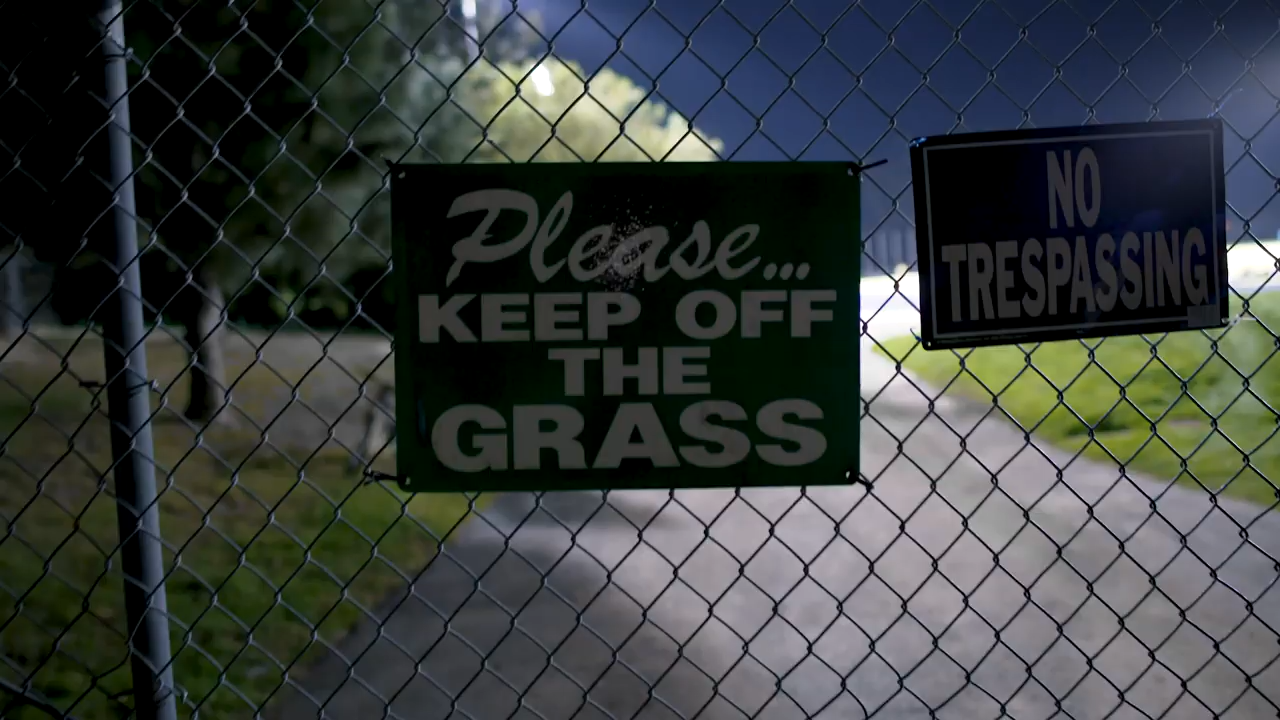 Please...
KEEP OFF
THE
GRASS
NO
TRESPASSING